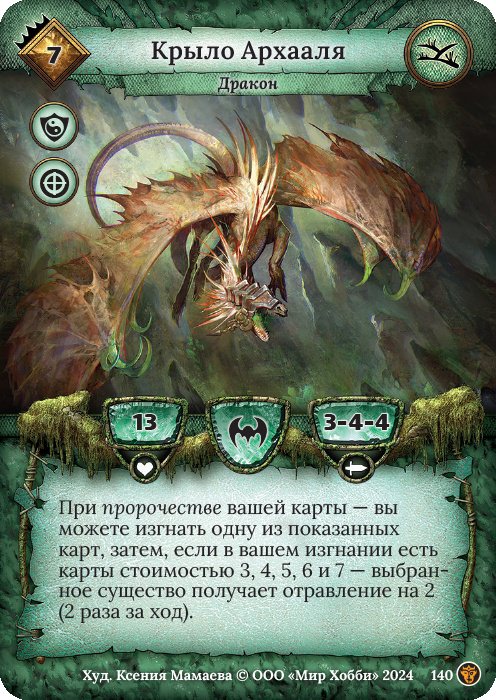 7
Крыло Архааля
Дракон
13
3-4-4
При пророчестве вашей карты — вы
можете изгнать одну из показанных
карт, затем, если в вашем изгнании есть
карты стоимостью 3, 4, 5, 6 и 7 — выбран-
ное существо получает отравление на 2
(2 раза за ход).
Худ. Ксения Мамаева © ООО «Мир Хобби» 2024 140